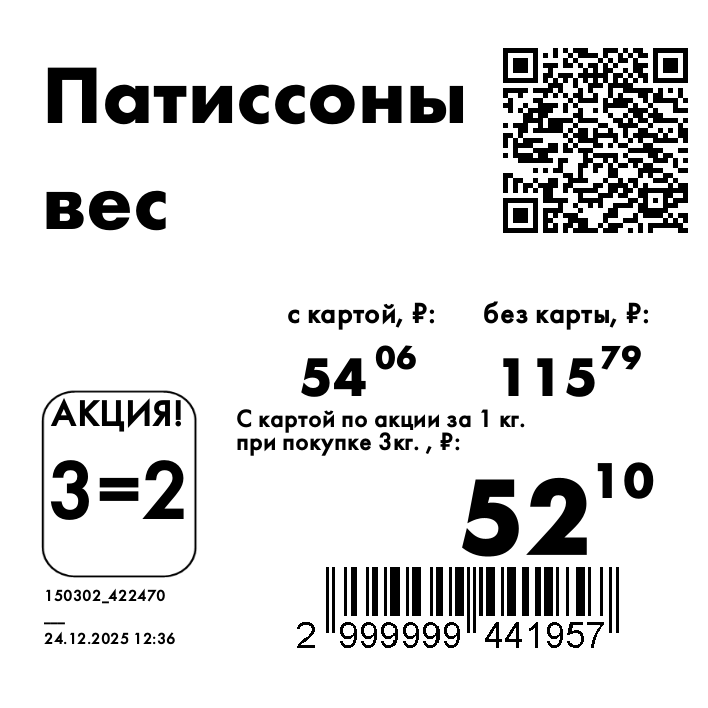 Патиссоны
вес
с картой, ₽:
без карты, ₽:
54 06
115 79
АКЦИЯ!
3=2
С картой по акции за 1 кг.
при покупке 3кг. , ₽:
52 10
150302_422470
24.12.2025 12:36
2 999999 441957